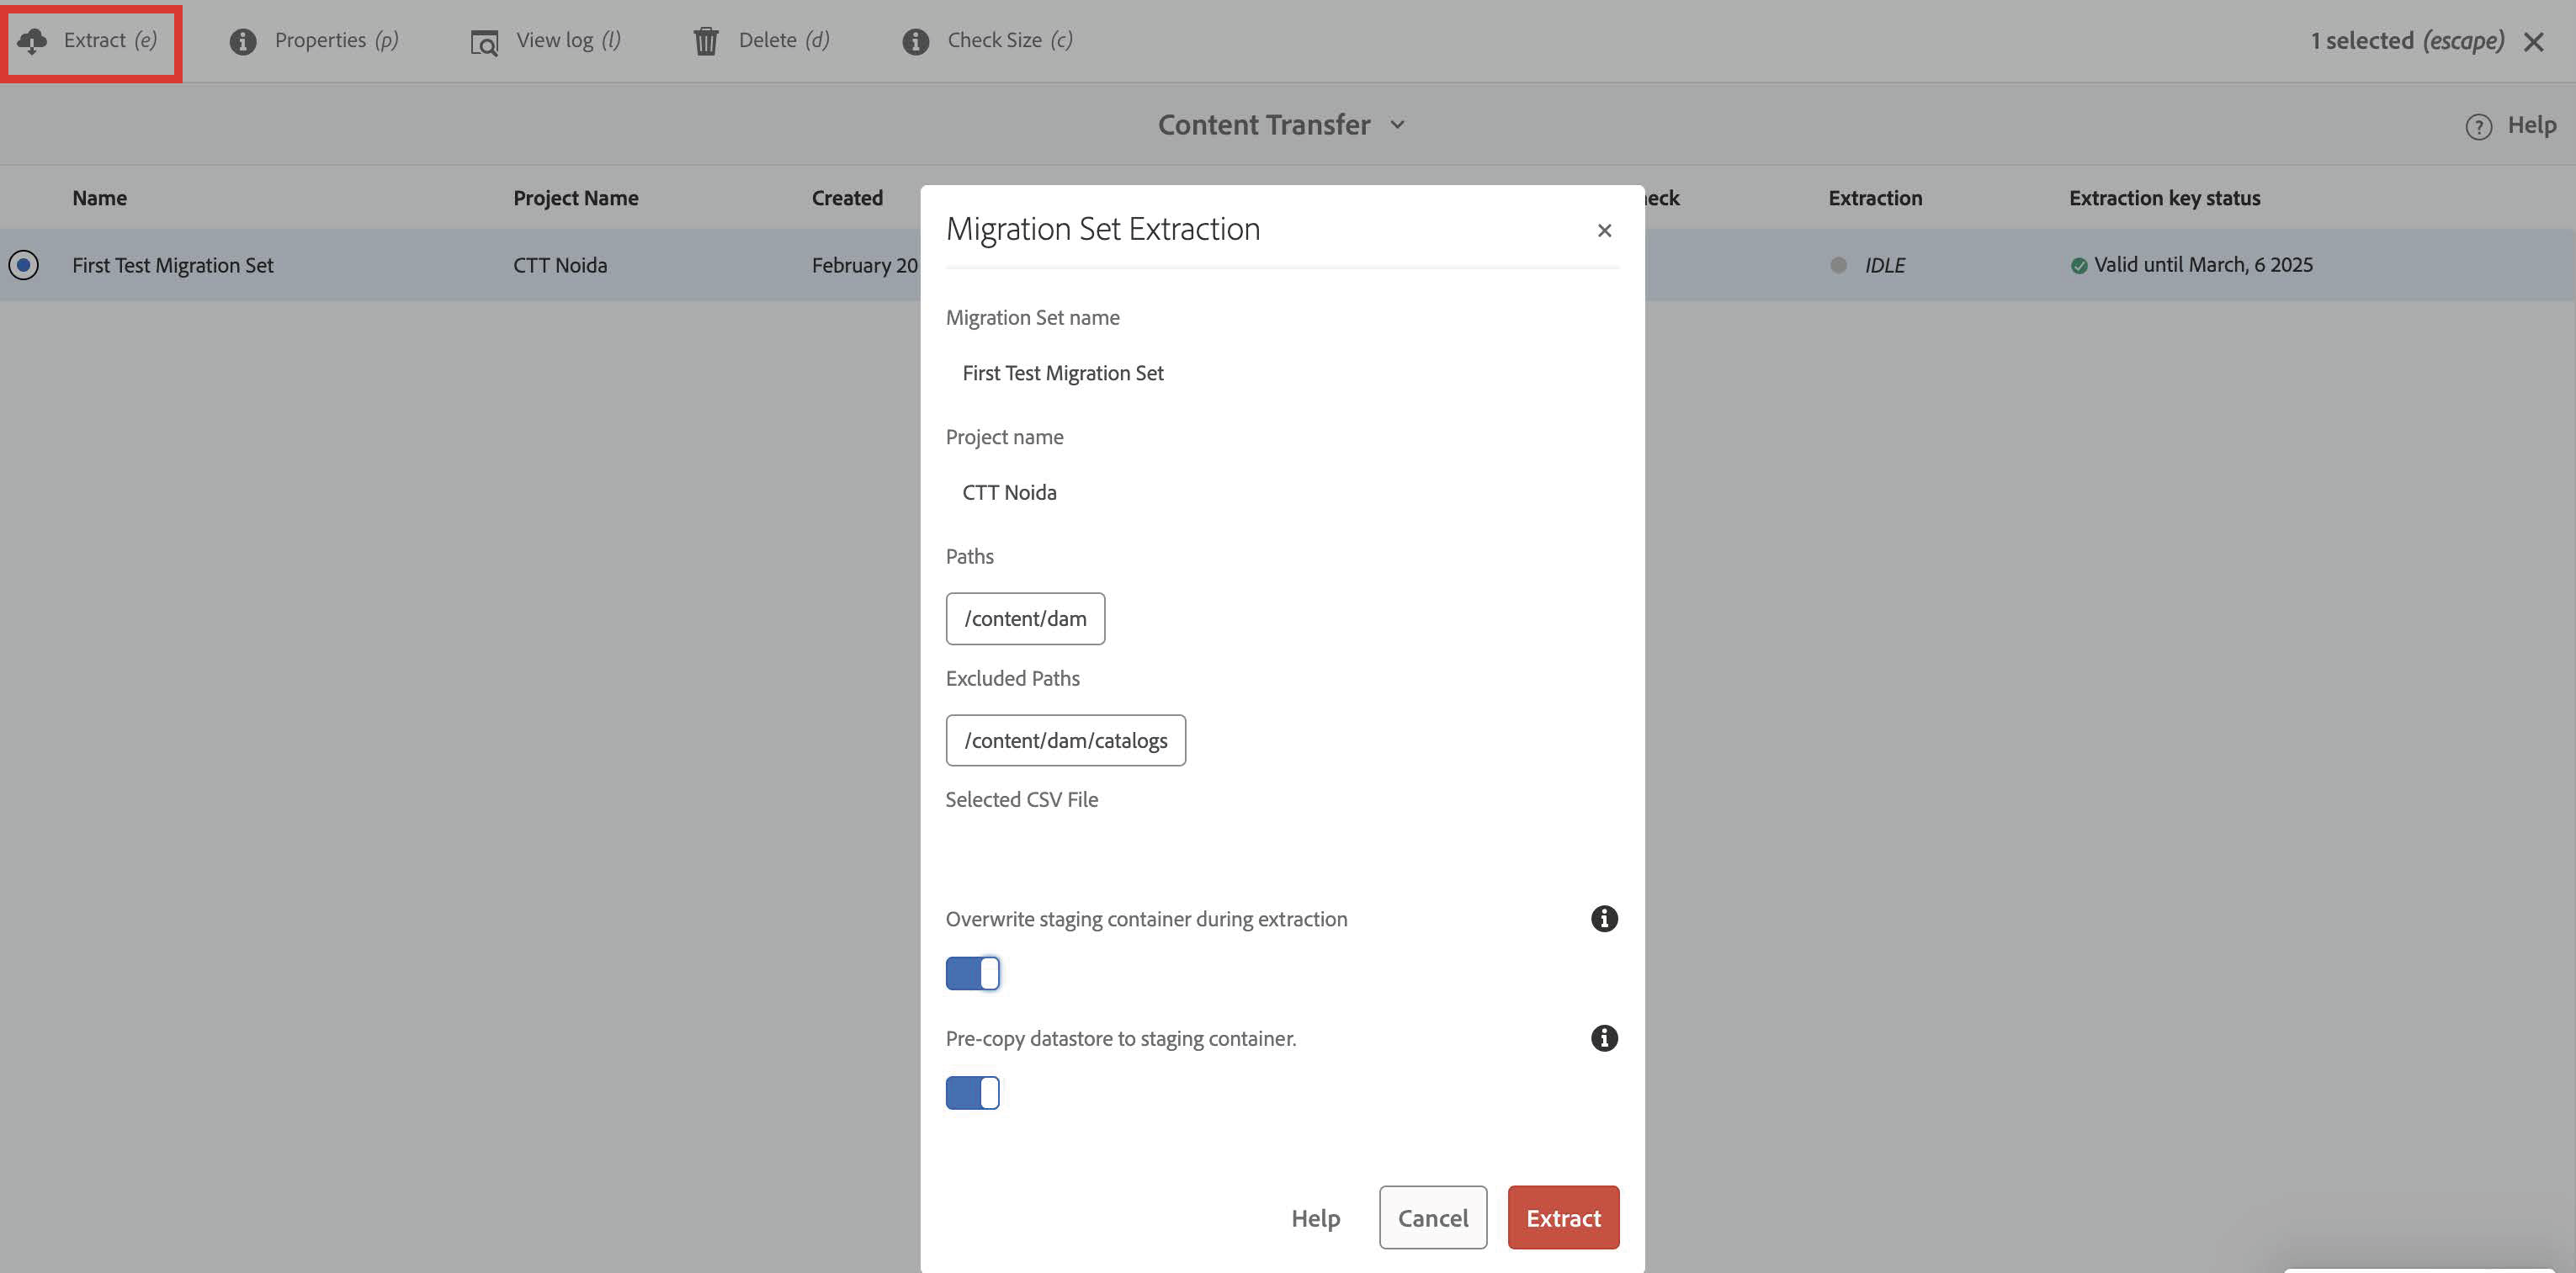 Extract (e) Properties (p) View log (l) Delete (d) Check Size (c) 1 selected (escape)
Content Transfer Help
Name Project Name Created eck Extraction Extraction key status
First Test Migration Set CTT Noida February 20 IDLE Valid until March, 6 2025
Migration Set Extraction
Migration Set name
First Test Migration Set
Project name
CTT Noida
Paths
/content/dam
Excluded Paths
/content/dam/catalogs
Selected CSV File
Overwrite staging container during extraction
Pre-copy datastore to staging container.
Help Cancel Extract